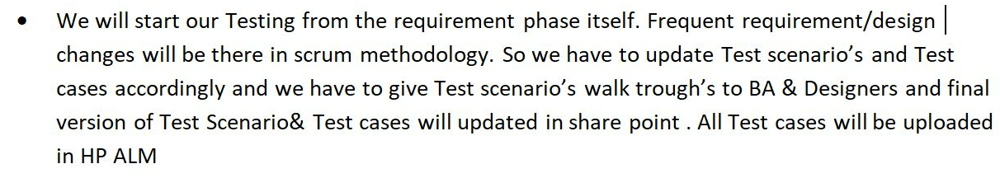 • We will start our Testing from the requirement phase itself. Frequent requirement/design
changes will be there in scrum methodology. So we have to update Test scenario’s and Test
cases accordingly and we have to give Test scenario’s walk trough’s to BA & Designers and final
version of Test Scenario& Test cases will updated in share point . All Test cases will be uploaded
in HP ALM